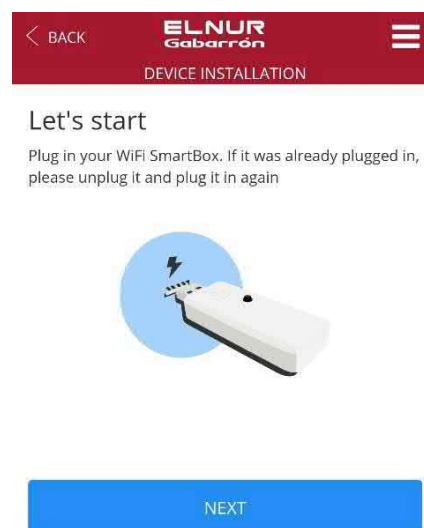 BACK
ELNUR
Gabarrón
DEVICE INSTALLATION
Let's start
Plug in your WiFi SmartBox. If it was already plugged in,
please unplug it and plug it in again
NEXT